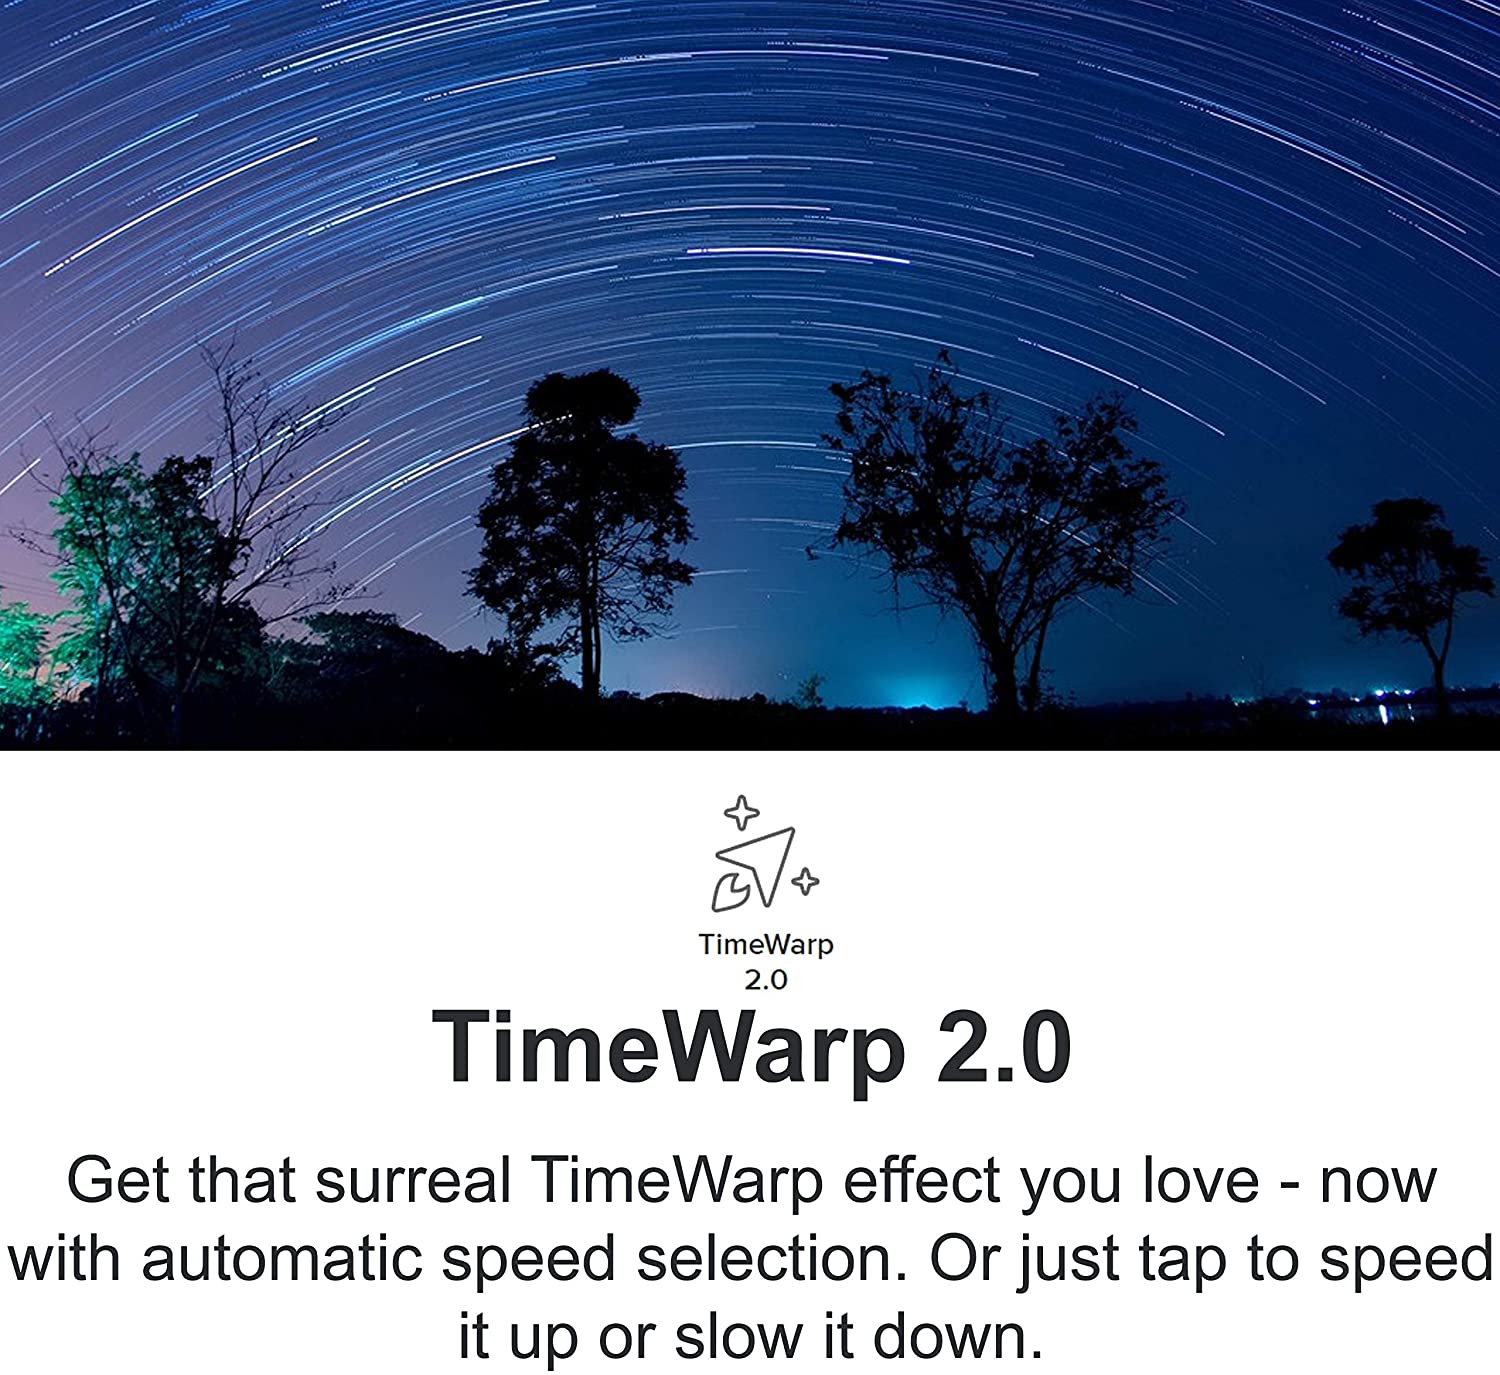 TimeWarp
2.0
TimeWarp 2.0
Get that surreal TimeWarp effect you love - now
with automatic speed selection. Or just tap to speed
it up or slow it down.